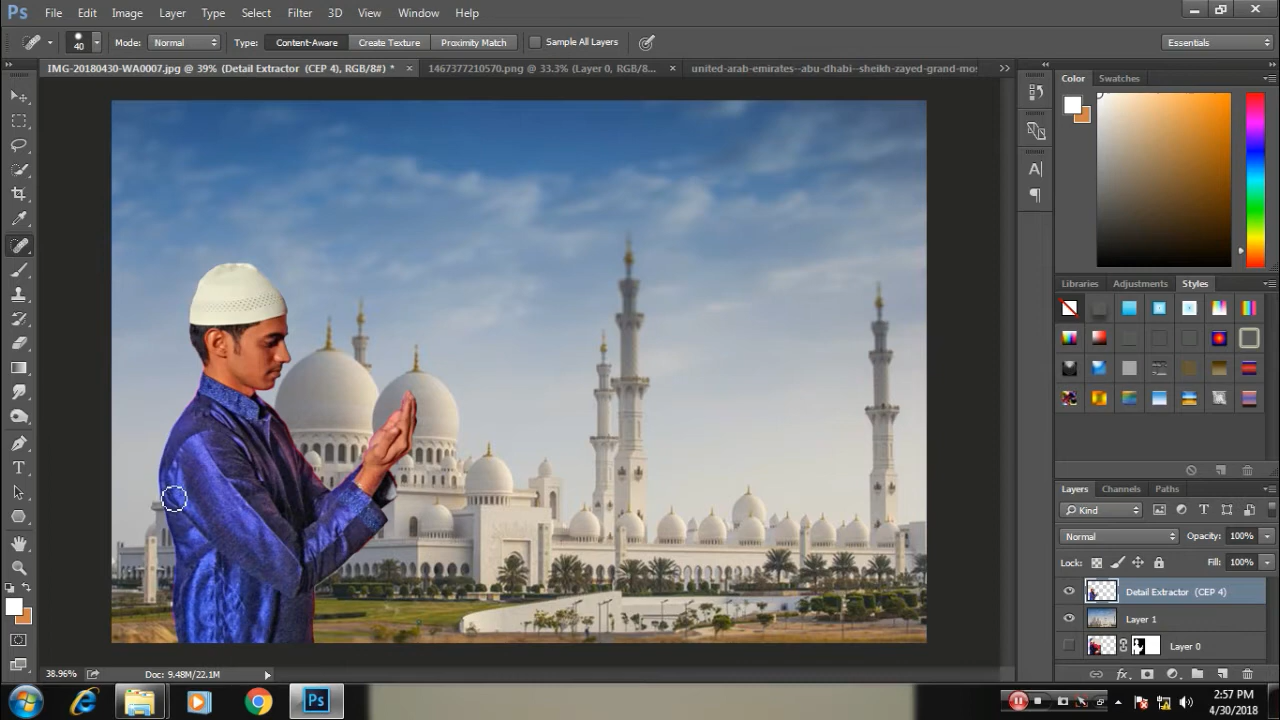 Ps File Edit Image Layer Type Select Filter 3D View Window Help
40 Mode: Normal Type: Content-Aware Create Texture Proximity Match Sample All Layers Essentials
IMG-20180430-WA0007.jpg @ 39% (Detail Extractor (CEP 4), RGB/8#) * 1467377210570.png @ 33.3% (Layer 0, RGB/8... united-arab-emirates--abu-dhabi--sheikh-zayed-grand-mos
Color Swatches
Libraries Adjustments Styles
Layers Channels Paths
Kind
Normal Opacity: 100%
Lock: Fill: 100%
Detail Extractor (CEP 4)
Layer 1
Layer 0
38.96% Doc: 9.48M/22.1M
Ps 2:57 PM
4/30/2018